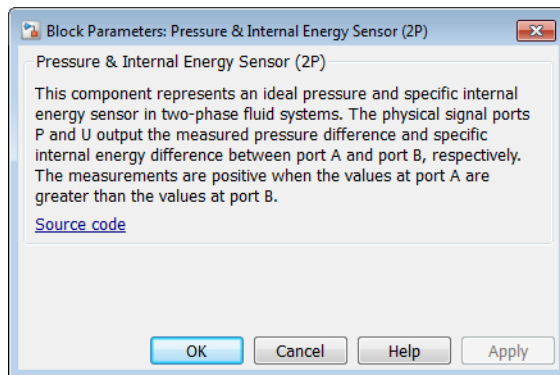 Block Parameters: Pressure & Internal Energy Sensor (2P)
Pressure & Internal Energy Sensor (2P)
This component represents an ideal pressure and specific internal
energy sensor in two-phase fluid systems. The physical signal ports
P and U output the measured pressure difference and specific
internal energy difference between port A and port B, respectively.
The measurements are positive when the values at port A are
greater than the values at port B.
Source code
OK Cancel Help Apply